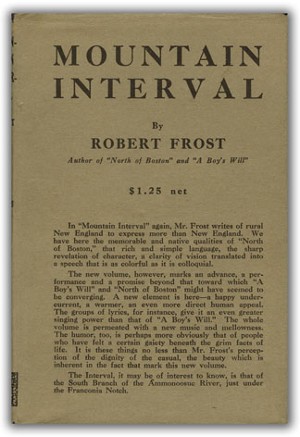 MOUNTAIN
INTERVAL
By
ROBERT FROST
Author of "North of Boston" and "A Boy's Will"
$1.25 net
In "Mountain Interval" again, Mr. Frost writes of rural
New England to express more than New England. We
have here the memorable and native qualities of "North
of Boston," that rich and simple language, the sharp
revelation of character, a clarity of vision translated into
a speech that is as colorful as it is colloquial.
The new volume, however, marks an advance, a per-
formance and a promise beyond that toward which "A
Boy's Will" and "North of Boston" might have seemed to
be converging. A new element is here—a happy under-
current, a warmer, an even more direct human appeal.
The groups of lyrics, for instance, give it an even greater
singing power than that of "A Boy's Will." The whole
volume is permeated with a new music and mellowness.
The humor, too, is perhaps more obviously that of people
who have felt a certain gaiety beneath the grim facts of
life. It is these things no less than Mr. Frost's percep-
tion of the dignity of the casual, the beauty which is
inherent in the fact that mark this new volume.
The Interval, it may be of interest to know, is that of
the South Branch of the Ammonoosuc River, just under
the Franconia Notch.